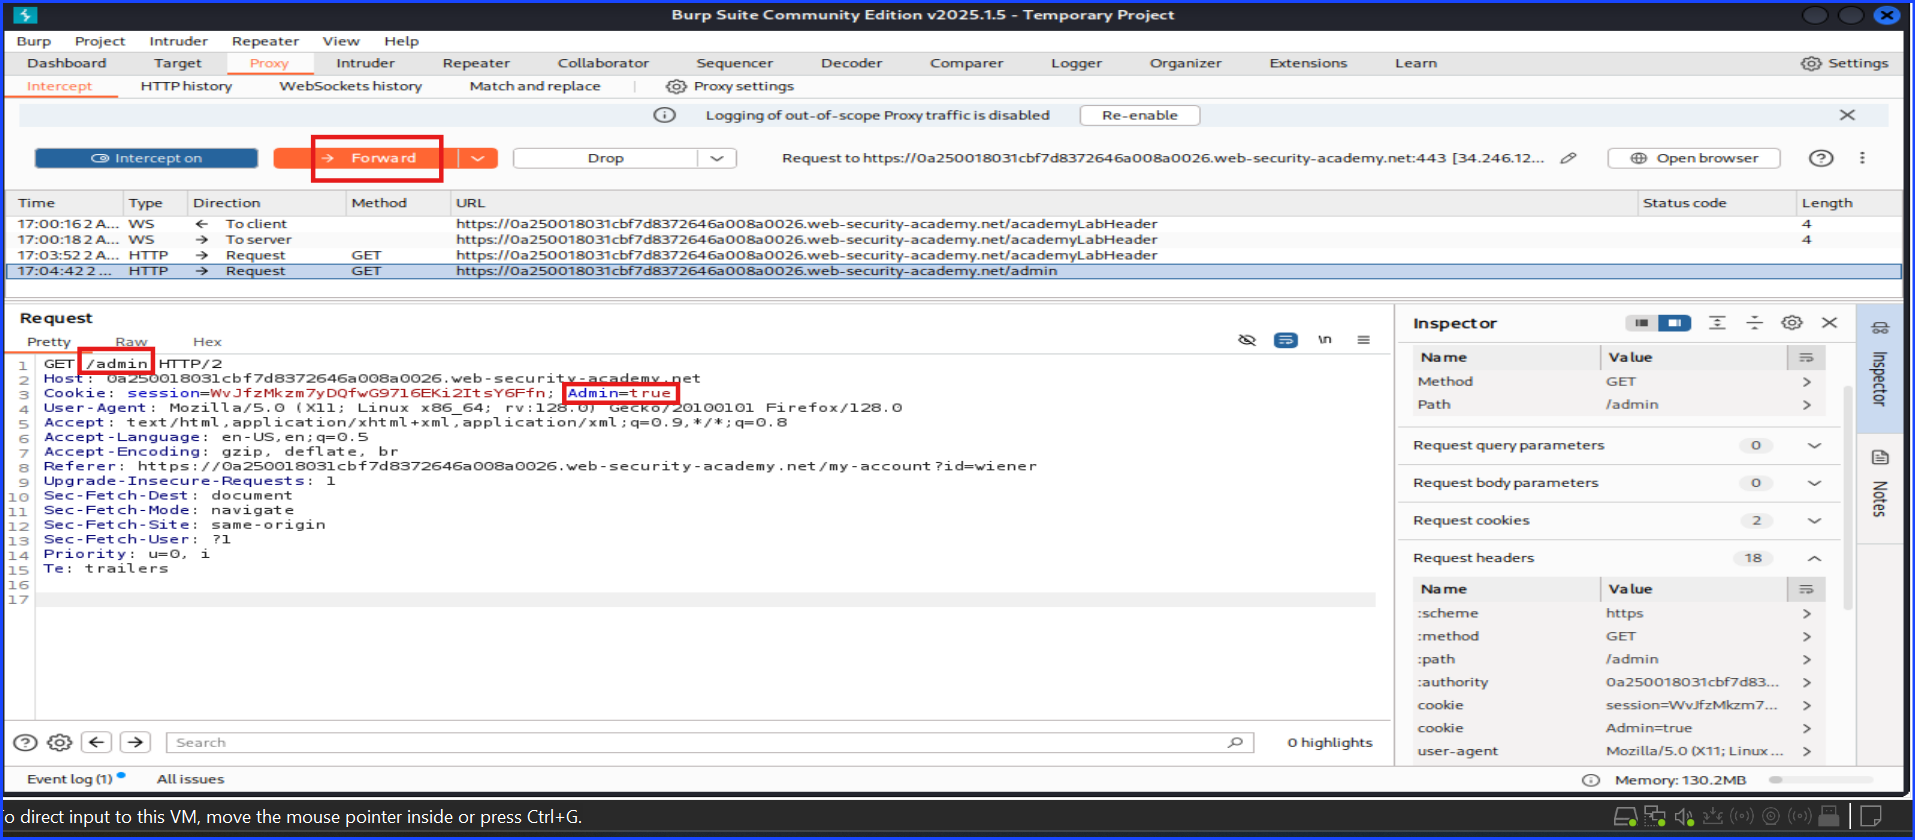 Burp Suite Community Edition v2025.1.5 - Temporary Project
Burp Project Intruder Repeater View Help
Dashboard Target Proxy Intruder Repeater Collaborator Sequencer Decoder Comparer Logger Organizer Extensions Learn Settings
Intercept HTTP history WebSockets history Match and replace Proxy settings
Logging of out-of-scope Proxy traffic is disabled Re-enable
Intercept on Forward Drop Request to https://0a250018031cbf7d8372646a008a0026.web-security-academy.net:443 [34.246.12... Open browser
Time Type Direction Method URL Status code Length
17:00:16 2 A... WS ← To client https://0a250018031cbf7d8372646a008a0026.web-security-academy.net/academyLabHeader 4
17:00:18 2 A... WS → To server https://0a250018031cbf7d8372646a008a0026.web-security-academy.net/academyLabHeader 4
17:03:52 2 A... HTTP → Request GET https://0a250018031cbf7d8372646a008a0026.web-security-academy.net/academyLabHeader
17:04:42 2 ... HTTP → Request GET https://0a250018031cbf7d8372646a008a0026.web-security-academy.net/admin
Request
Pretty Raw Hex \n
1 GET /admin HTTP/2
2 Host: 0a250018031cbf7d8372646a008a0026.web-security-academy.net
3 Cookie: session=WvJfzMkzm7yDQfwG9716EKi2ItsY6Ffn; Admin=true
4 User-Agent: Mozilla/5.0 (X11; Linux x86_64; rv:128.0) Gecko/20100101 Firefox/128.0
5 Accept: text/html,application/xhtml+xml,application/xml;q=0.9,*/*;q=0.8
6 Accept-Language: en-US,en;q=0.5
7 Accept-Encoding: gzip, deflate, br
8 Referer: https://0a250018031cbf7d8372646a008a0026.web-security-academy.net/my-account?id=wiener
9 Upgrade-Insecure-Requests: 1
10 Sec-Fetch-Dest: document
11 Sec-Fetch-Mode: navigate
12 Sec-Fetch-Site: same-origin
13 Sec-Fetch-User: ?1
14 Priority: u=0, i
15 Te: trailers
16
17
Search 0 highlights
Inspector
Name Value
Method GET
Path /admin
Request query parameters 0
Request body parameters 0
Request cookies 2
Request headers 18
Name Value
:scheme https
:method GET
:path /admin
:authority 0a250018031cbf7d83...
cookie session=WvJfzMkzm7...
cookie Admin=true
user-agent Mozilla/5.0 (X11; Linux ...
Inspector
Notes
Event log (1) All issues Memory: 130.2MB
o direct input to this VM, move the mouse pointer inside or press Ctrl+G.